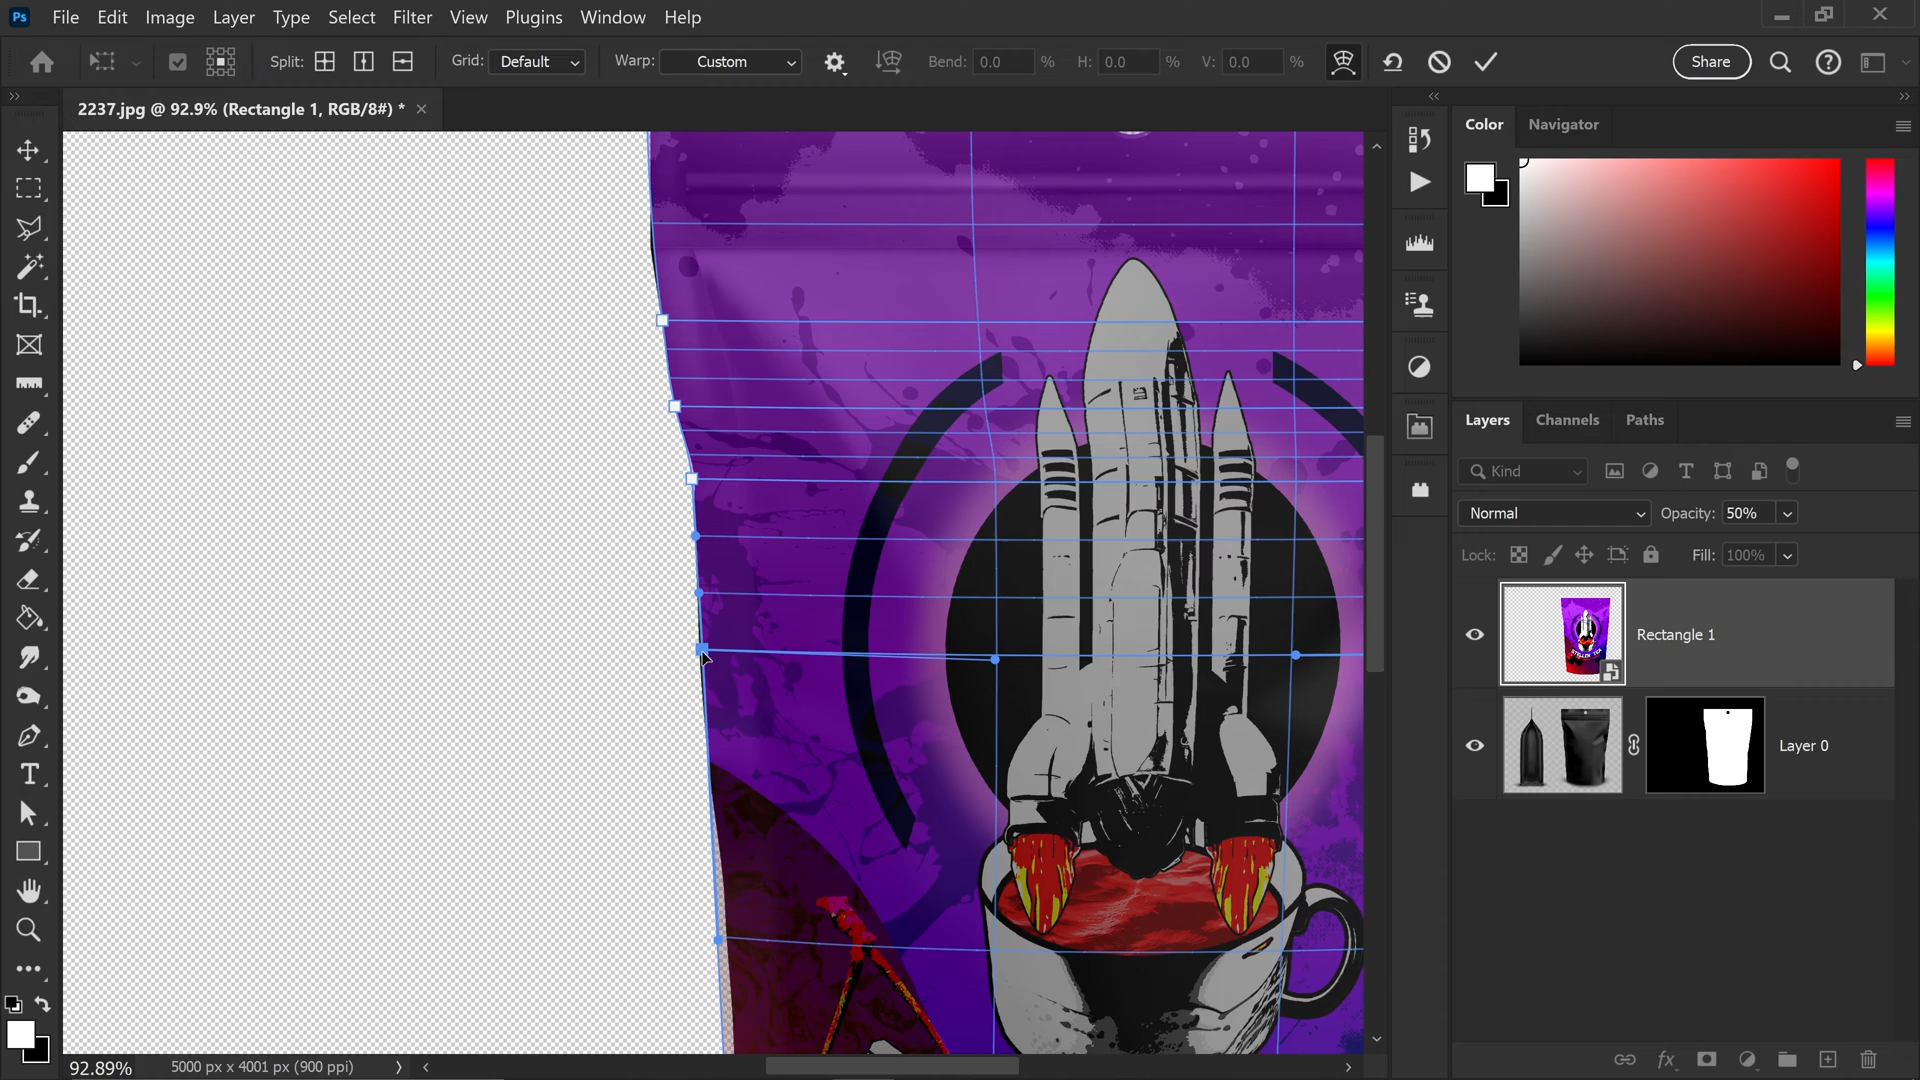 Ps File Edit Image Layer Type Select Filter View Plugins Window Help
Split: Grid: Default Warp: Custom Bend: 0.0 % H: 0.0 % V: 0.0 % Share
2237.jpg @ 92.9% (Rectangle 1, RGB/8#) *
Color Navigator
Layers Channels Paths
Kind
Normal Opacity: 50%
Lock: Fill: 100%
Rectangle 1
Layer 0
92.89% 5000 px x 4001 px (900 ppi)